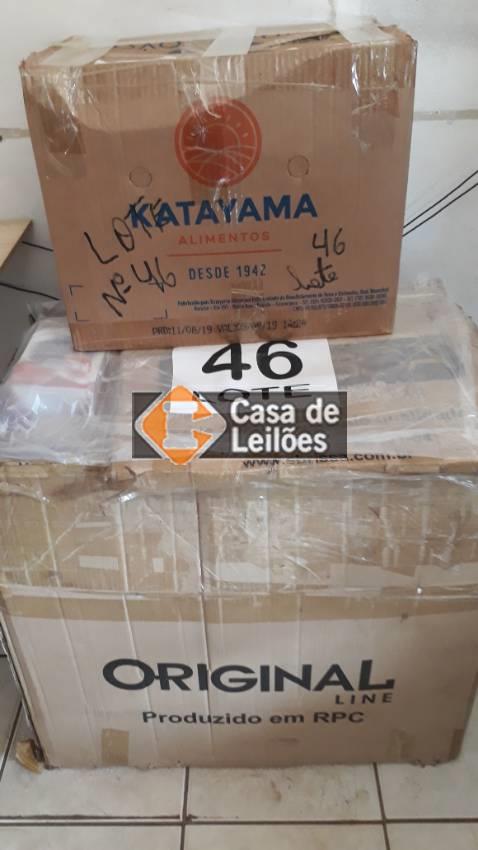 KATAYAMA
ALIMENTOS
DESDE 1942
LOTE
Nº 46
46
Lote
46
LOTE
Casa de
Leilões
ORIGINAL
LINE
Produzido em RPC